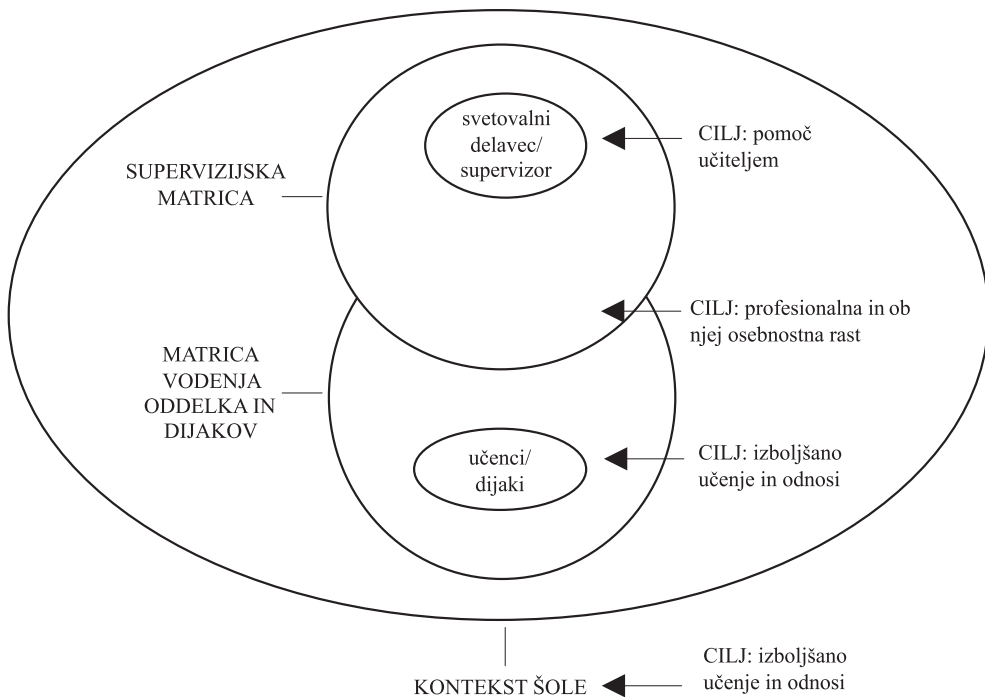 svetovalni
delavec/
supervizor
CILJ: pomoč
učiteljem
SUPERVIZIJSKA
MATRICA
CILJ: profesionalna in ob
njej osebnostna rast
MATRICA
VODENJA
ODDELKA IN
DIJAKOV
učenci/
dijaki
CILJ: izboljšano
učenje in odnosi
KONTEKST ŠOLE
CILJ: izboljšano
učenje in odnosi